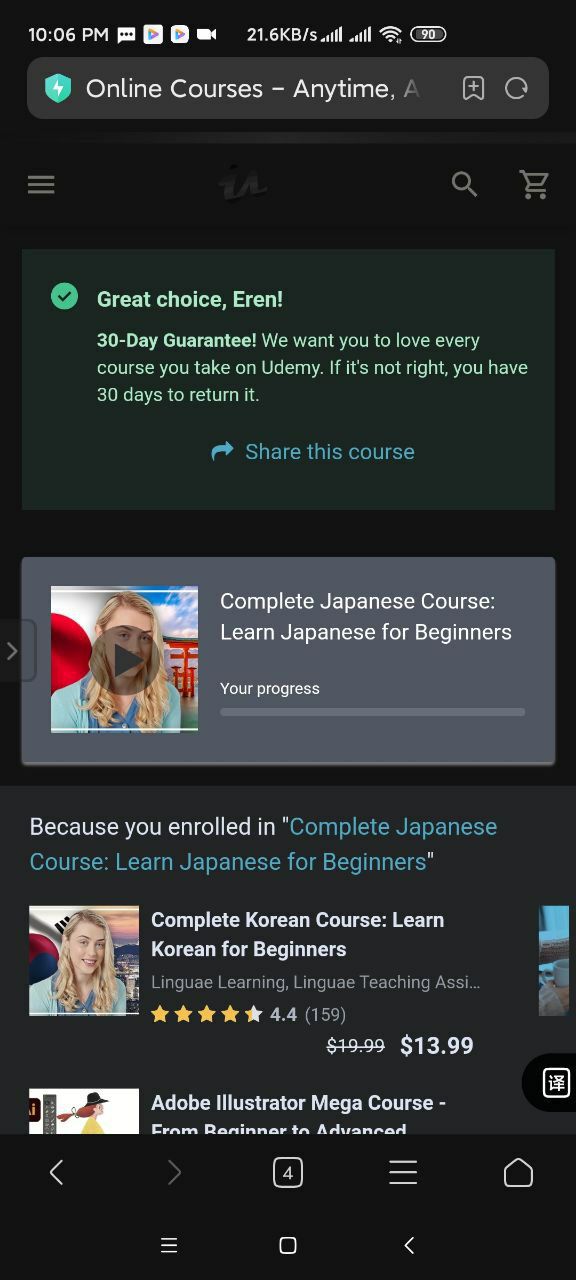 10:06 PM 21.6KB/s 90
Online Courses – Anytime, A
Great choice, Eren!
30-Day Guarantee! We want you to love every
course you take on Udemy. If it's not right, you have
30 days to return it.
Share this course
Complete Japanese Course:
Learn Japanese for Beginners
Your progress
Because you enrolled in "Complete Japanese
Course: Learn Japanese for Beginners"
Complete Korean Course: Learn
Korean for Beginners
Linguae Learning, Linguae Teaching Assi...
4.4 (159)
$19.99 $13.99
译
Ai
Adobe Illustrator Mega Course -
From Beginner to Advanced
4